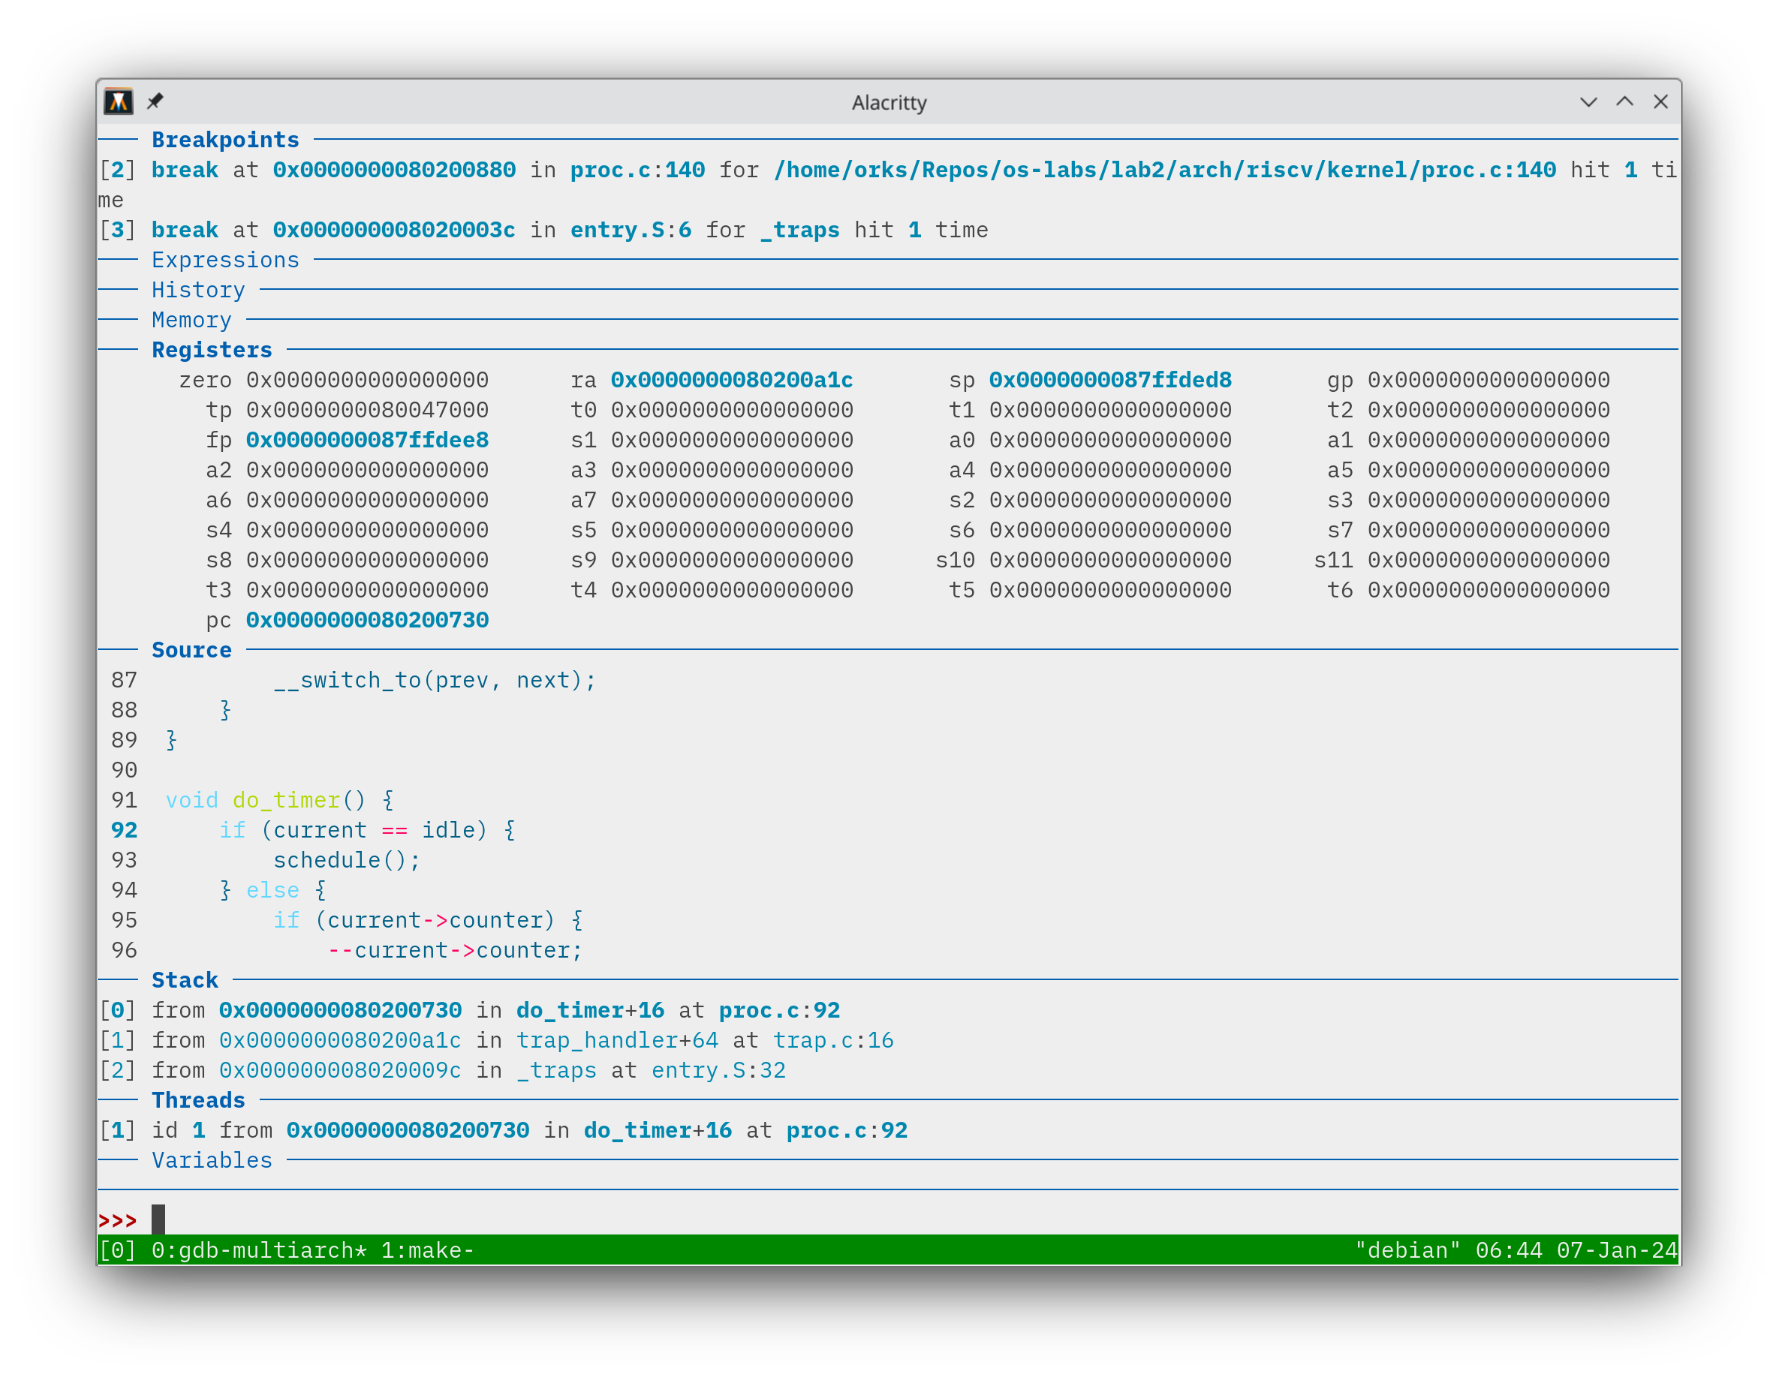 Alacritty
─── Breakpoints ───
[2] break at 0x0000000080200880 in proc.c:140 for /home/orks/Repos/os-labs/lab2/arch/riscv/kernel/proc.c:140 hit 1 ti
me
[3] break at 0x000000008020003c in entry.S:6 for _traps hit 1 time
─── Expressions ───
─── History ───
─── Memory ───
─── Registers ───
zero 0x0000000000000000 ra 0x0000000080200a1c sp 0x0000000087ffded8 gp 0x0000000000000000
tp 0x0000000080047000 t0 0x0000000000000000 t1 0x0000000000000000 t2 0x0000000000000000
fp 0x0000000087ffdee8 s1 0x0000000000000000 a0 0x0000000000000000 a1 0x0000000000000000
a2 0x0000000000000000 a3 0x0000000000000000 a4 0x0000000000000000 a5 0x0000000000000000
a6 0x0000000000000000 a7 0x0000000000000000 s2 0x0000000000000000 s3 0x0000000000000000
s4 0x0000000000000000 s5 0x0000000000000000 s6 0x0000000000000000 s7 0x0000000000000000
s8 0x0000000000000000 s9 0x0000000000000000 s10 0x0000000000000000 s11 0x0000000000000000
t3 0x0000000000000000 t4 0x0000000000000000 t5 0x0000000000000000 t6 0x0000000000000000
pc 0x0000000080200730
─── Source ───
87         __switch_to(prev, next);
88     }
89 }
90
91 void do_timer() {
92     if (current == idle) {
93         schedule();
94     } else {
95         if (current->counter) {
96             --current->counter;
─── Stack ───
[0] from 0x0000000080200730 in do_timer+16 at proc.c:92
[1] from 0x0000000080200a1c in trap_handler+64 at trap.c:16
[2] from 0x000000008020009c in _traps at entry.S:32
─── Threads ───
[1] id 1 from 0x0000000080200730 in do_timer+16 at proc.c:92
─── Variables ───
>>>
[0] 0:gdb-multiarch* 1:make- "debian" 06:44 07-Jan-24